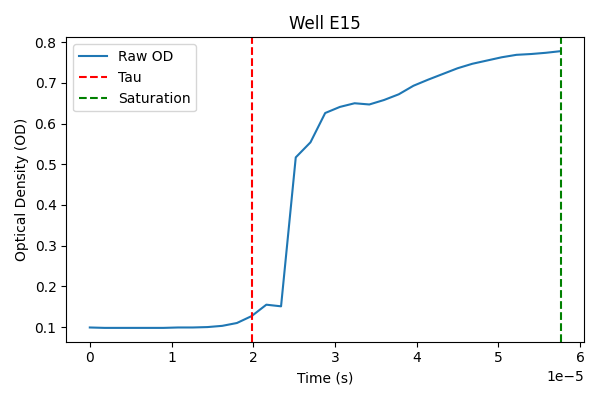 Well E15
Optical Density (OD)
0.8
0.7
0.6
0.5
0.4
0.3
0.2
0.1
Raw OD
Tau
Saturation
0 1 2 3 4 5 6
1e−5
Time (s)